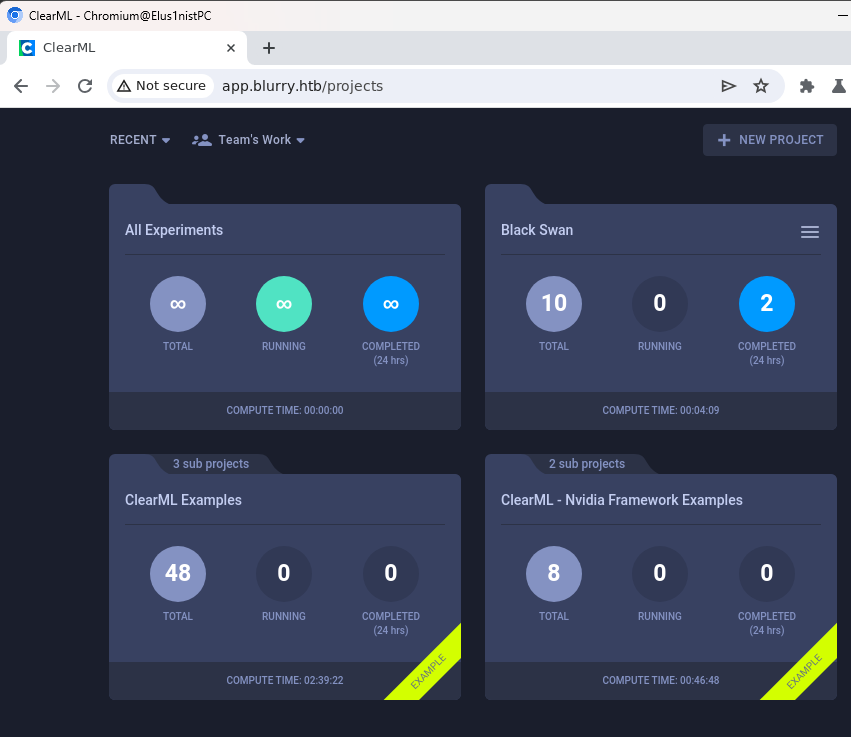 ClearML - Chromium@Elus1nistPC
ClearML
Not secure app.blurry.htb/projects
RECENT Team's Work NEW PROJECT
All Experiments
∞ ∞ ∞
TOTAL RUNNING COMPLETED
(24 hrs)
COMPUTE TIME: 00:00:00
Black Swan
10 0 2
TOTAL RUNNING COMPLETED
(24 hrs)
COMPUTE TIME: 00:04:09
3 sub projects
ClearML Examples
48 0 0
TOTAL RUNNING COMPLETED
(24 hrs)
COMPUTE TIME: 02:39:22
EXAMPLE
2 sub projects
ClearML - Nvidia Framework Examples
8 0 0
TOTAL RUNNING COMPLETED
(24 hrs)
COMPUTE TIME: 00:46:48
EXAMPLE